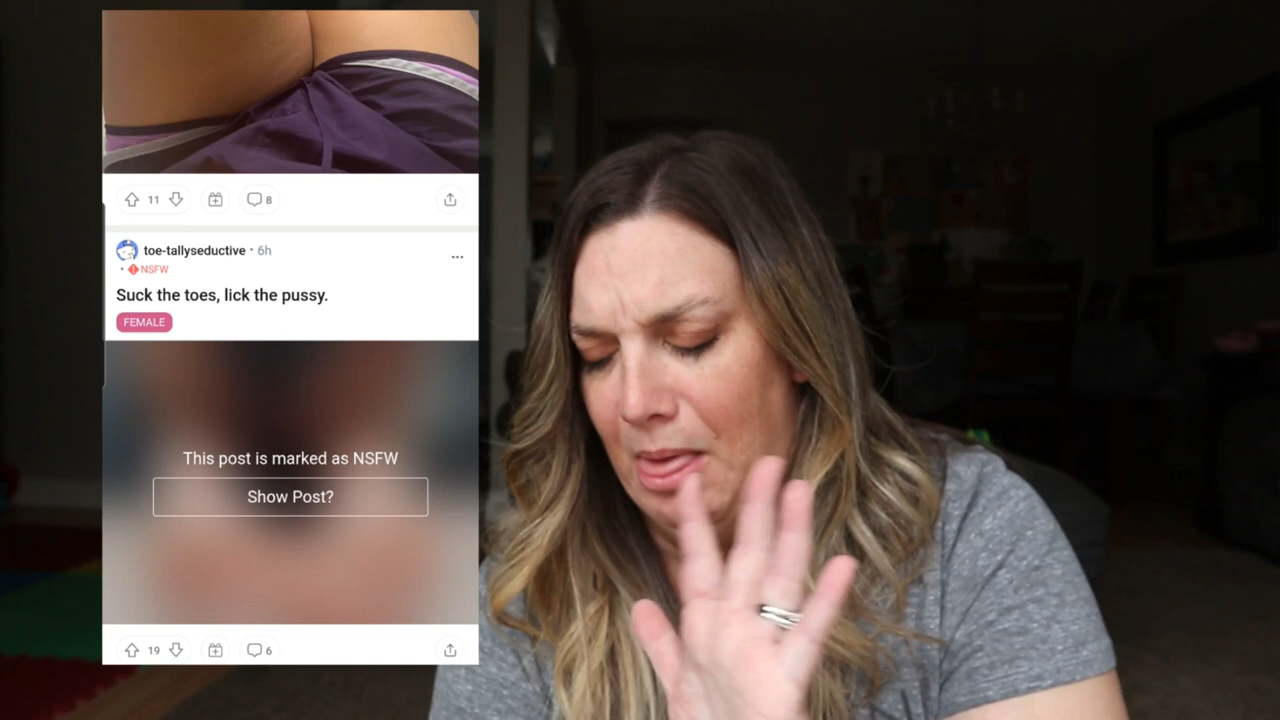 11
8
toe-tallyseductive • 6h
• NSFW
Suck the toes, lick the pussy.
FEMALE
This post is marked as NSFW
Show Post?
19
6